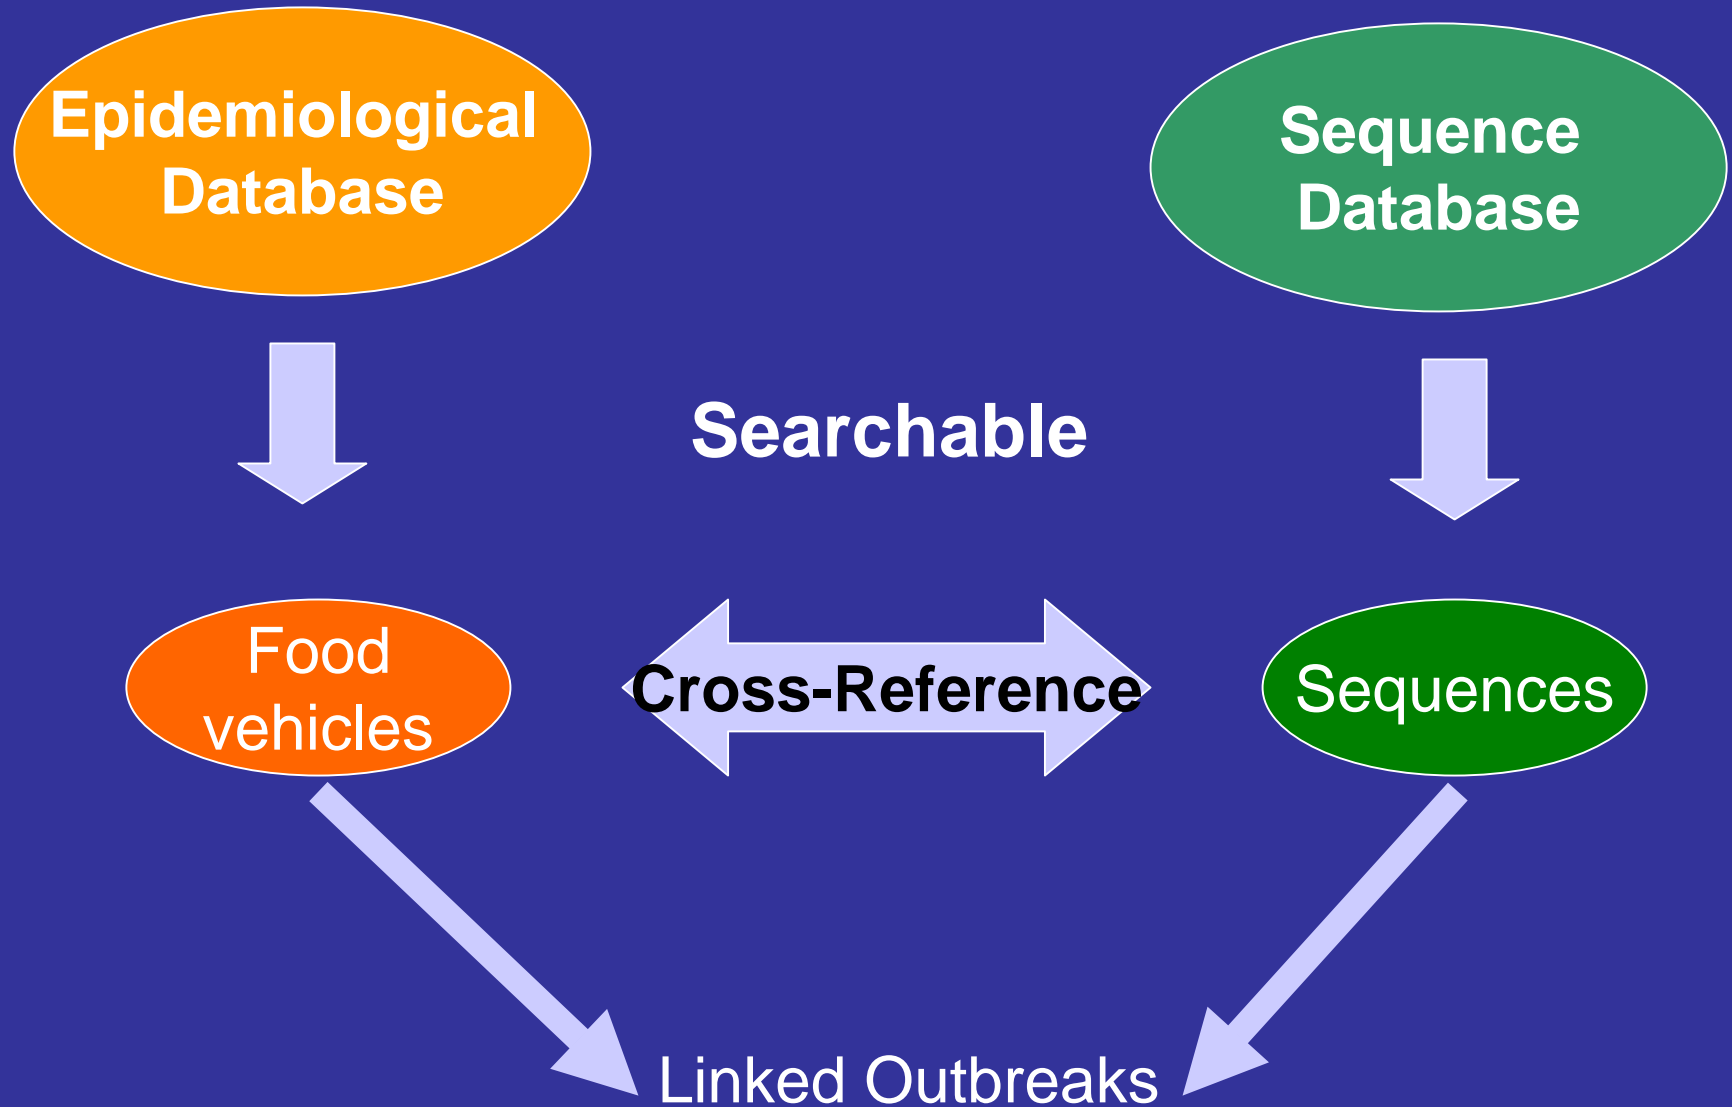 Epidemiological
Database
Sequence
Database
Searchable
Food
vehicles
Cross-Reference
Sequences
Linked Outbreaks